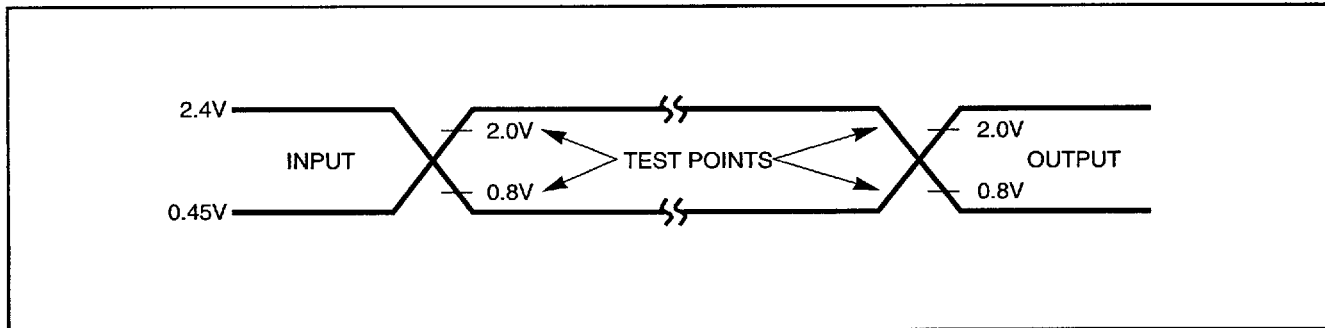 2.4V
2.0V
2.0V
INPUT
TEST POINTS
OUTPUT
0.8V
0.8V
0.45V